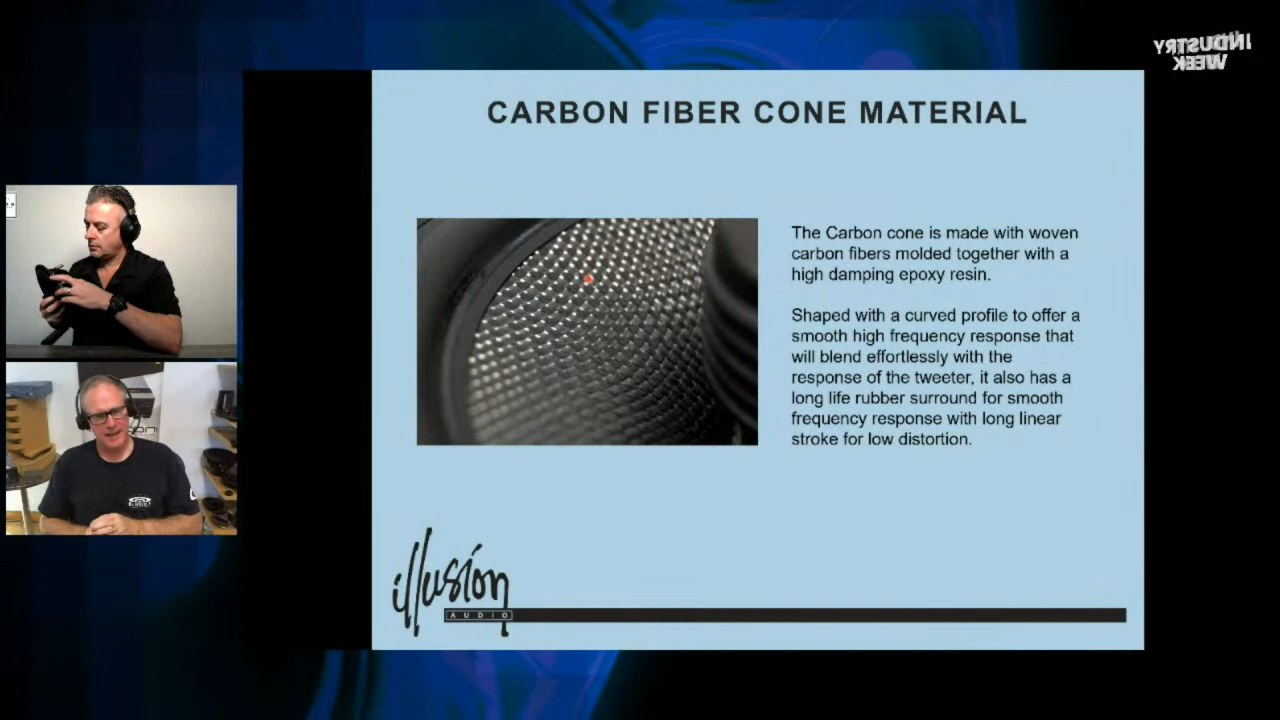 INDUSTRY
WEEK
CARBON FIBER CONE MATERIAL
The Carbon cone is made with woven
carbon fibers molded together with a
high damping epoxy resin.
Shaped with a curved profile to offer a
smooth high frequency response that
will blend effortlessly with the
response of the tweeter, it also has a
long life rubber surround for smooth
frequency response with long linear
stroke for low distortion.
illusion
AUDIO